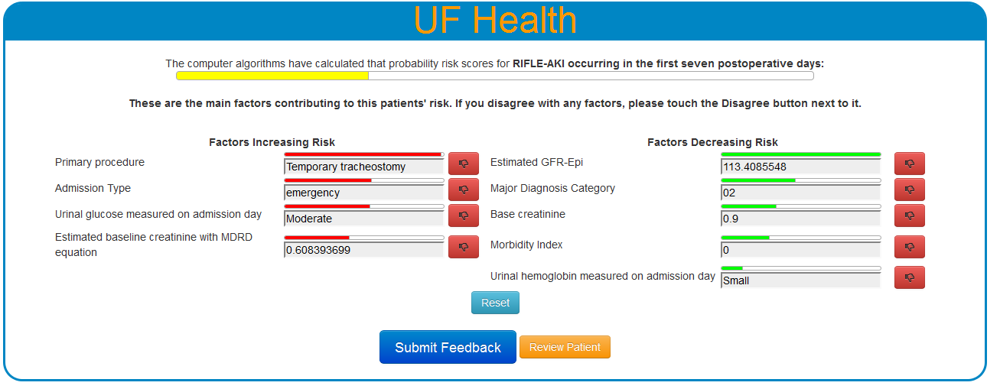 UF Health
The computer algorithms have calculated that probability risk scores for RIFLE-AKI occurring in the first seven postoperative days:
These are the main factors contributing to this patients' risk. If you disagree with any factors, please touch the Disagree button next to it.
Factors Increasing Risk
Primary procedure
Temporary tracheostomy
Admission Type
emergency
Urinal glucose measured on admission day
Moderate
Estimated baseline creatinine with MDRD
equation
0.608393699
Factors Decreasing Risk
Estimated GFR-Epi
113.4085548
Major Diagnosis Category
02
Base creatinine
0.9
Morbidity Index
0
Urinal hemoglobin measured on admission day
Small
Reset
Submit Feedback
Review Patient